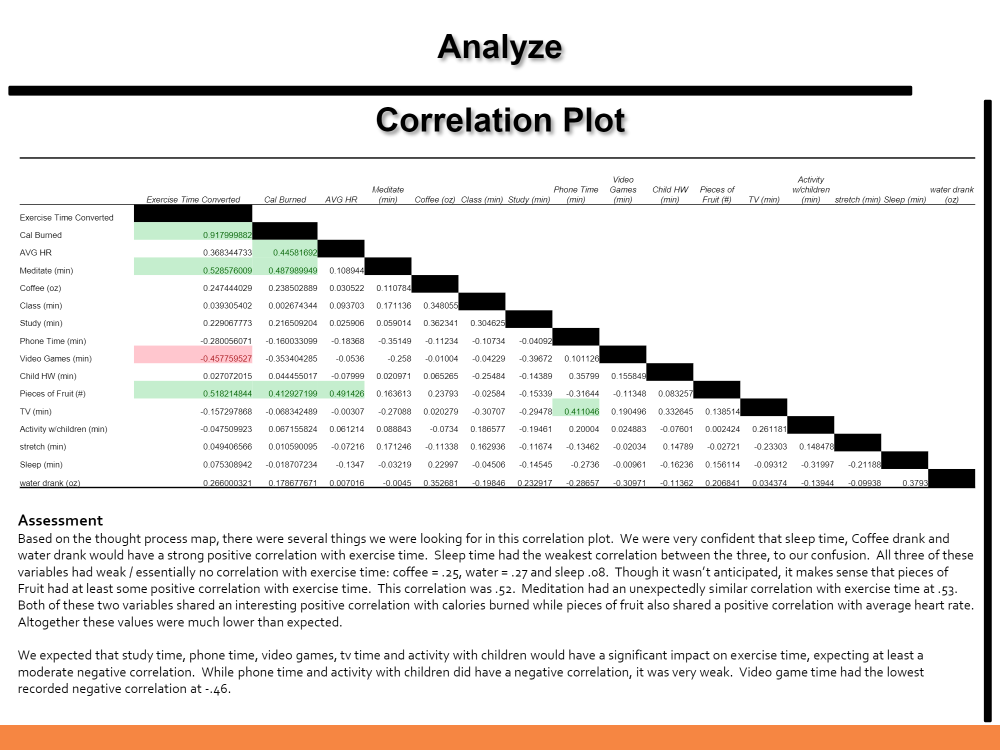 Analyze
Correlation Plot
Exercise Time Converted Cal Burned AVG HR Meditate (min) Coffee (oz) Class (min) Study (min) Phone Time (min) Video Games (min) Child HW (min) Pieces of Fruit (#) TV (min) Activity w/children (min) stretch (min) Sleep (min) water drank (oz)
Exercise Time Converted
Cal Burned 0.917999882
AVG HR 0.368344733 0.44581692
Meditate (min) 0.528576009 0.487989949 0.108944
Coffee (oz) 0.247444029 0.238502889 0.030522 0.110784
Class (min) 0.039305402 0.002674344 0.093703 0.171136 0.348055
Study (min) 0.229067773 0.216509204 0.025906 0.059014 0.362341 0.304625
Phone Time (min) -0.280056071 -0.160033099 -0.18368 -0.35149 -0.11234 -0.10734 -0.04092
Video Games (min) -0.457759527 -0.353404285 -0.0536 -0.258 -0.01004 -0.04229 -0.39672 0.101126
Child HW (min) 0.027072015 0.044455017 -0.07999 0.020971 0.065265 -0.25484 -0.14389 0.35799 0.155849
Pieces of Fruit (#) 0.518214844 0.412927199 0.491426 0.163613 0.23793 -0.02584 -0.15339 -0.31644 -0.11348 0.083257
TV (min) -0.157297868 -0.068342489 -0.00307 -0.27088 0.020279 -0.30707 -0.29478 0.411046 0.190496 0.332645 0.138514
Activity w/children (min) -0.047509923 0.067155824 0.061214 0.088843 -0.0734 0.186577 -0.19461 0.20004 0.024883 -0.07601 0.002424 0.261181
stretch (min) 0.049406566 0.010590095 -0.07216 0.171246 -0.11338 0.162936 -0.11674 -0.13462 -0.02034 0.14789 -0.02721 -0.23303 0.148478
Sleep (min) 0.075308942 -0.018707234 -0.1347 -0.03219 0.22997 -0.04506 -0.14545 -0.2736 -0.00961 -0.16236 0.156114 -0.09312 -0.31997 -0.21188
water drank (oz) 0.266000321 0.178677671 0.007016 -0.0045 0.352681 -0.19846 0.232917 -0.28657 -0.30971 -0.11362 0.206841 0.034374 -0.13944 -0.09938 0.3793
Assessment
Based on the thought process map, there were several things we were looking for in this correlation plot. We were very confident that sleep time, Coffee drank and
water drank would have a strong positive correlation with exercise time. Sleep time had the weakest correlation between the three, to our confusion. All three of these
variables had weak / essentially no correlation with exercise time: coffee = .25, water = .27 and sleep .08. Though it wasn’t anticipated, it makes sense that pieces of
Fruit had at least some positive correlation with exercise time. This correlation was .52. Meditation had an unexpectedly similar correlation with exercise time at .53.
Both of these two variables shared an interesting positive correlation with calories burned while pieces of fruit also shared a positive correlation with average heart rate.
Altogether these values were much lower than expected.
We expected that study time, phone time, video games, tv time and activity with children would have a significant impact on exercise time, expecting at least a
moderate negative correlation. While phone time and activity with children did have a negative correlation, it was very weak. Video game time had the lowest
recorded negative correlation at -.46.